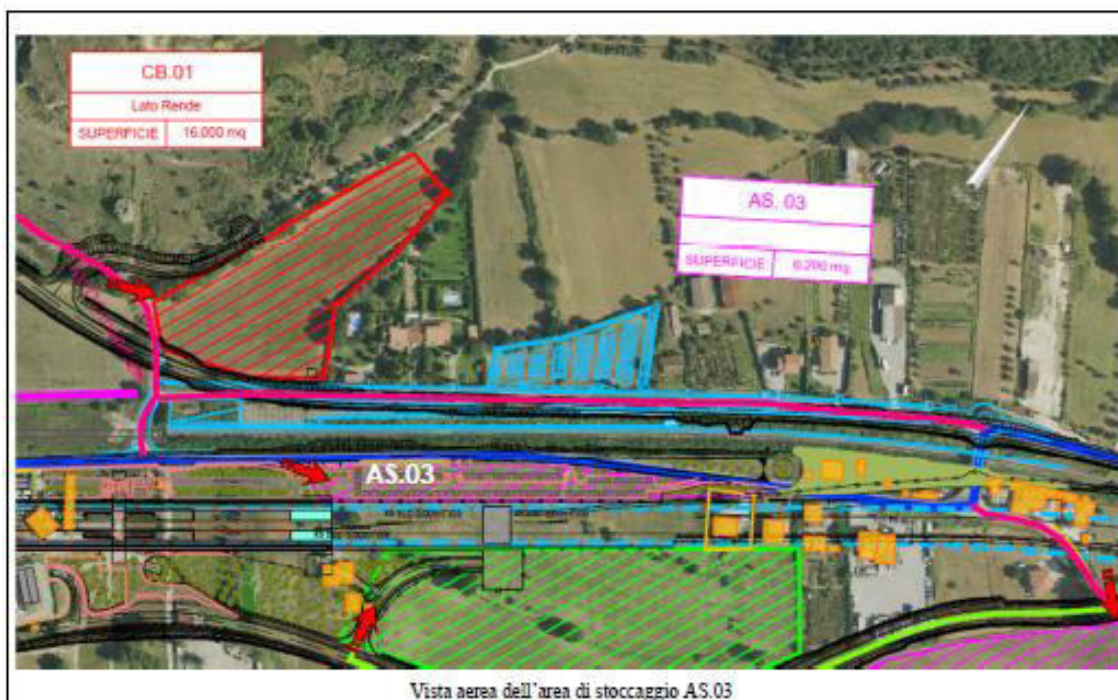 CB.01
Lato Rende
SUPERFICIE 16.000 mq
AS. 03
SUPERFICIE 6.200 mq
AS.03
Vista aerea dell'area di stoccaggio AS.03